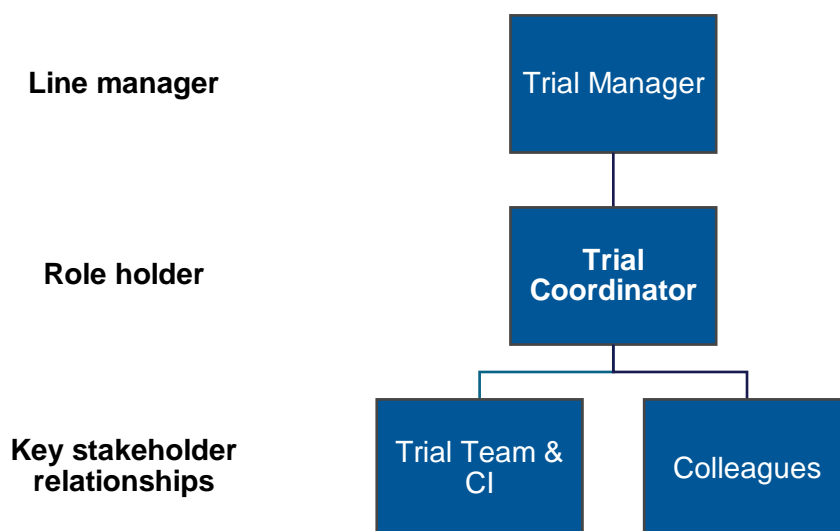 Line manager
Trial Manager
Role holder
Trial
Coordinator
Key stakeholder
relationships
Trial Team &
CI
Colleagues